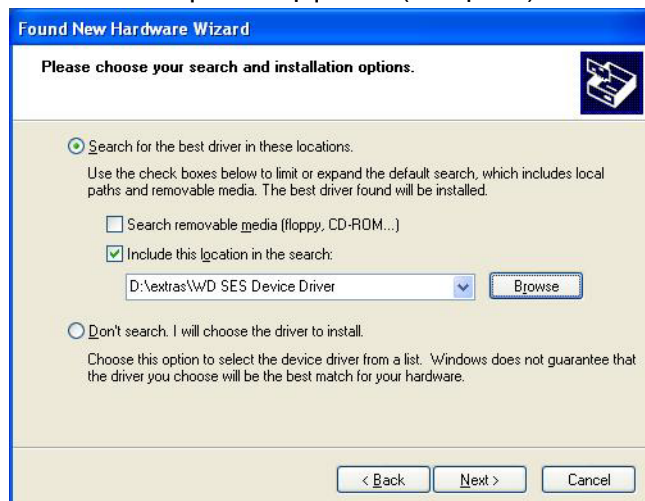 Found New Hardware Wizard
Please choose your search and installation options.
Search for the best driver in these locations.
Use the check boxes below to limit or expand the default search, which includes local
paths and removable media. The best driver found will be installed.
Search removable media (floppy, CD-ROM...)
Include this location in the search:
D:\extras\WD SES Device Driver
Browse
Don't search. I will choose the driver to install.
Choose this option to select the device driver from a list. Windows does not guarantee that
the driver you choose will be the best match for your hardware.
< Back Next > Cancel